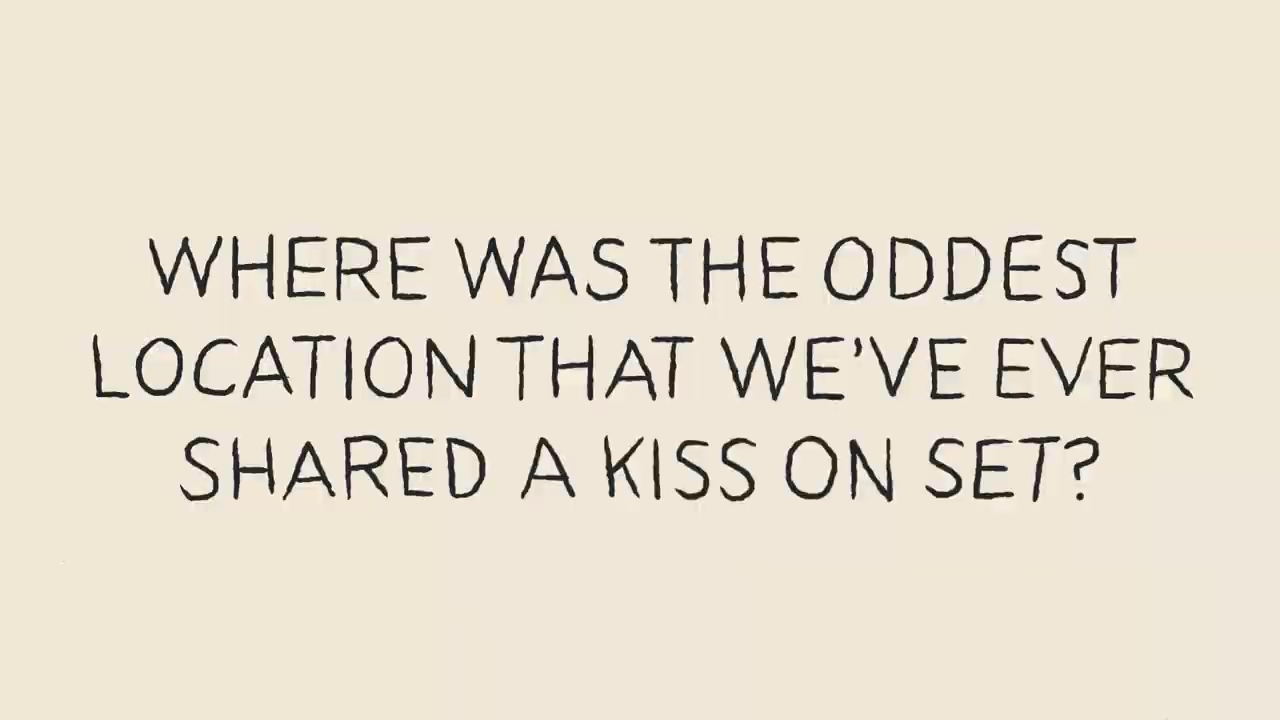 WHERE WAS THE ODDEST
LOCATION THAT WE'VE EVER
SHARED A KISS ON SET?